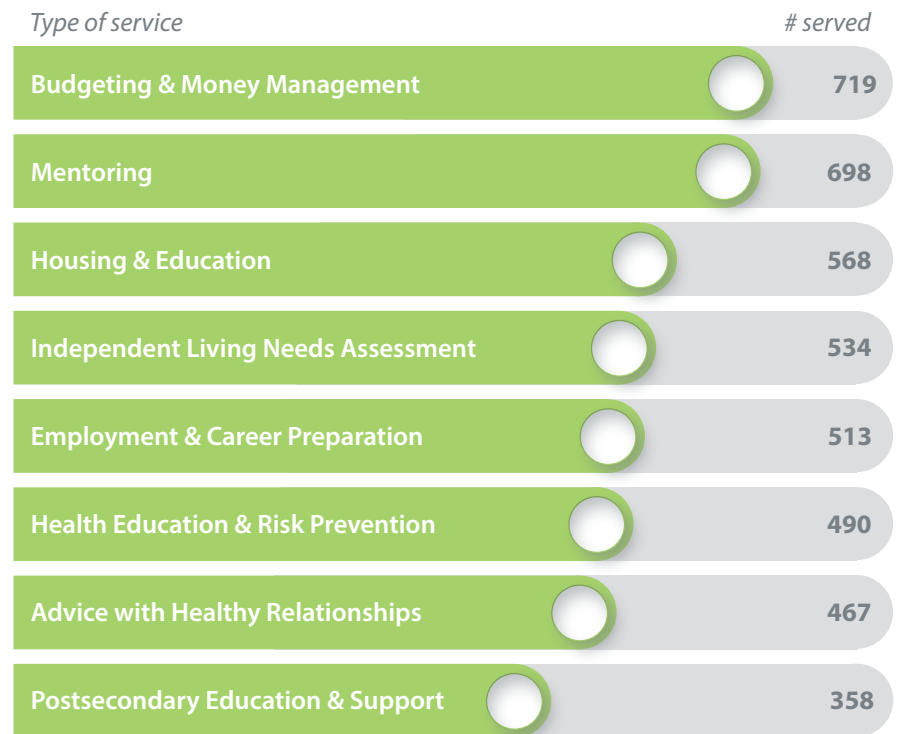 Type of service # served
Budgeting & Money Management 719
Mentoring 698
Housing & Education 568
Independent Living Needs Assessment 534
Employment & Career Preparation 513
Health Education & Risk Prevention 490
Advice with Healthy Relationships 467
Postsecondary Education & Support 358